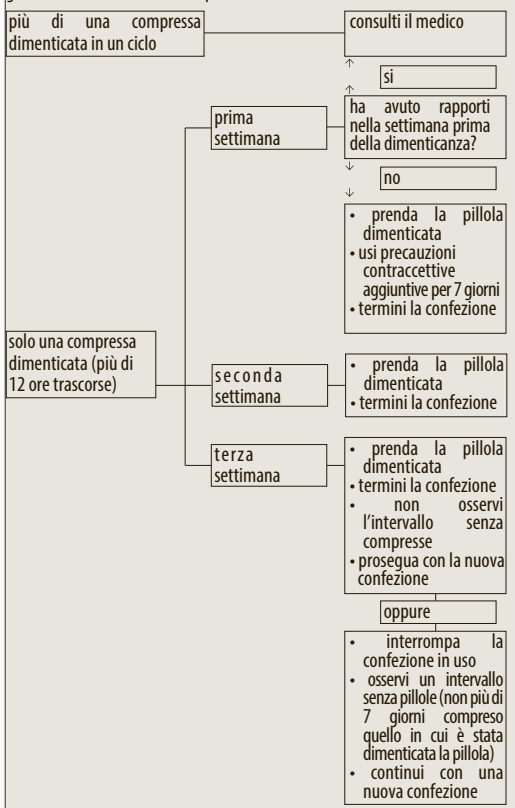 più di una compressa
dimenticata in un ciclo
consulti il medico
si
prima
settimana
ha avuto rapporti
nella settimana prima
della dimenticanza?
no
• prenda la pillola
dimenticata
• usi precauzioni
contraccettive
aggiuntive per 7 giorni
• termini la confezione
solo una compressa
dimenticata (più di
12 ore trascorse)
seconda
settimana
• prenda la pillola
dimenticata
• termini la confezione
terza
settimana
• prenda la pillola
dimenticata
• termini la confezione
• non osservi
l'intervallo senza
compresse
• prosegua con la nuova
confezione
oppure
• interrompa la
confezione in uso
• osservi un intervallo
senza pillole (non più di
7 giorni compreso
quello in cui è stata
dimenticata la pillola)
• continui con una
nuova confezione